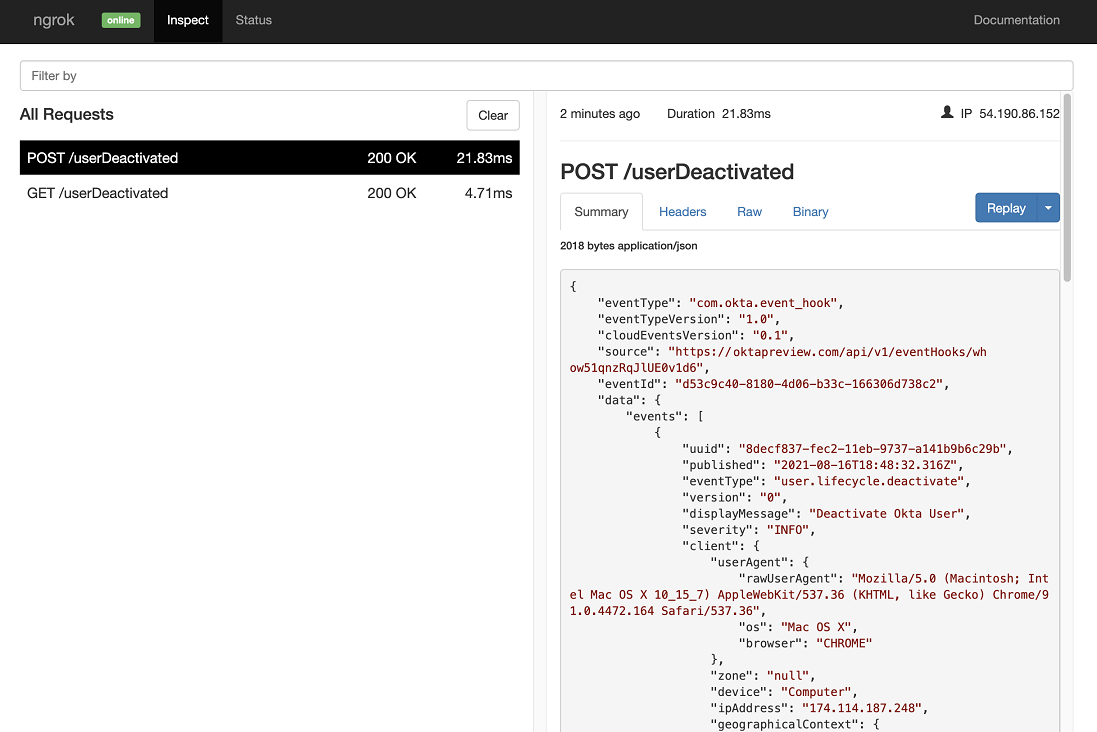 ngrok online Inspect Status Documentation
Filter by
All Requests Clear
POST /userDeactivated 200 OK 21.83ms
GET /userDeactivated 200 OK 4.71ms
2 minutes ago Duration 21.83ms IP 54.190.86.152
POST /userDeactivated
Summary Headers Raw Binary Replay
2018 bytes application/json
{
    "eventType": "com.okta.event_hook",
    "eventTypeVersion": "1.0",
    "cloudEventsVersion": "0.1",
    "source": "https://oktapreview.com/api/v1/eventHooks/wh
ow51qnzRqJlUE0v1d6",
    "eventId": "d53c9c40-8180-4d06-b33c-166306d738c2",
    "data": {
        "events": [
            {
                "uuid": "8decf837-fec2-11eb-9737-a141b9b6c29b",
                "published": "2021-08-16T18:48:32.316Z",
                "eventType": "user.lifecycle.deactivate",
                "version": "0",
                "displayMessage": "Deactivate Okta User",
                "severity": "INFO",
                "client": {
                    "userAgent": {
                        "rawUserAgent": "Mozilla/5.0 (Macintosh; Int
el Mac OS X 10_15_7) AppleWebKit/537.36 (KHTML, like Gecko) Chrome/9
1.0.4472.164 Safari/537.36",
                        "os": "Mac OS X",
                        "browser": "CHROME"
                    },
                    "zone": "null",
                    "device": "Computer",
                    "ipAddress": "174.114.187.248",
                    "geographicalContext": {